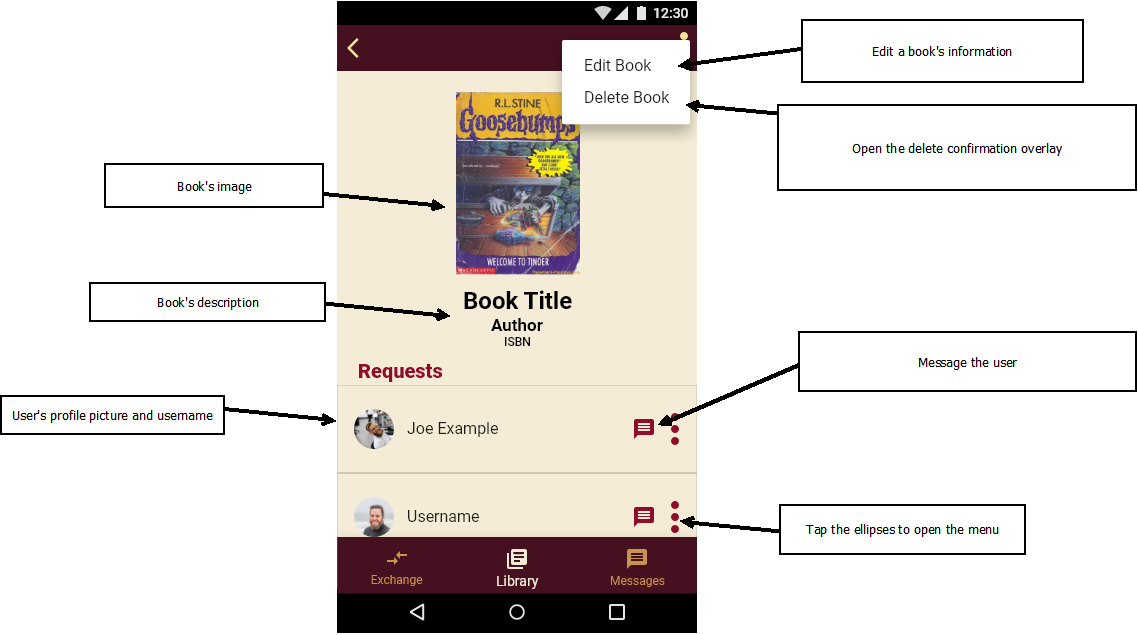 12:30
Edit Book
Delete Book
Edit a book's information
Open the delete confirmation overlay
R.L. STINE
Goosebumps
WELCOME TO TINDER
SCHOLASTIC
Book's image
Book's description
Book Title
Author
ISBN
Requests
Message the user
User's profile picture and username
Joe Example
Username
Tap the ellipses to open the menu
Exchange
Library
Messages